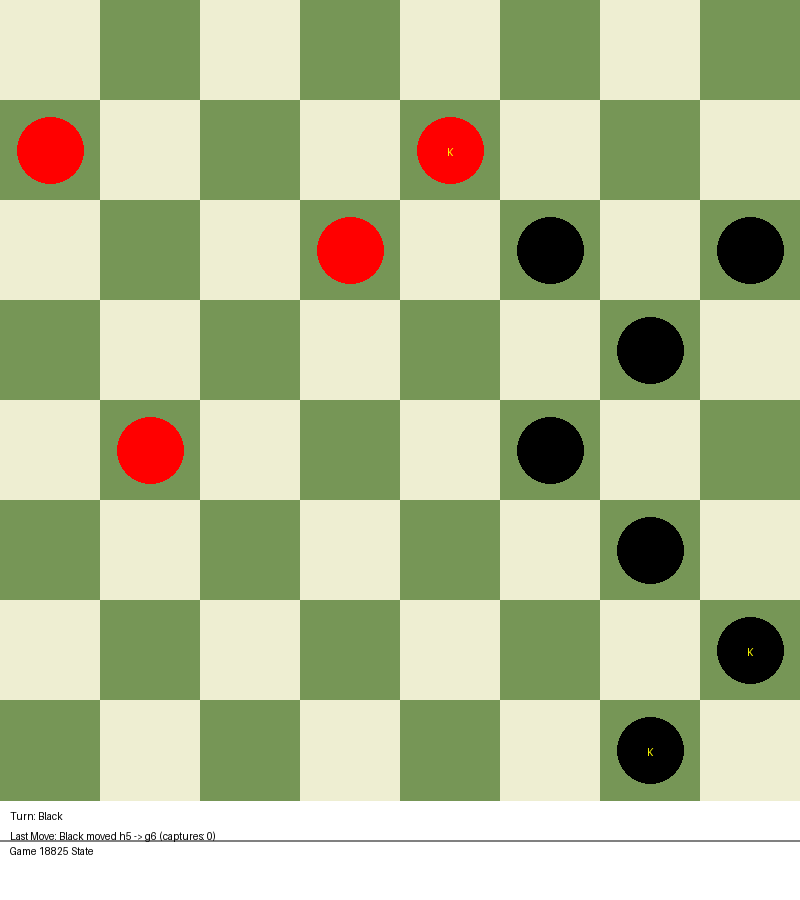 K
K
K
Turn: Black
Last Move: Black moved h5 -> g6 (captures: 0)
Game 18825 State